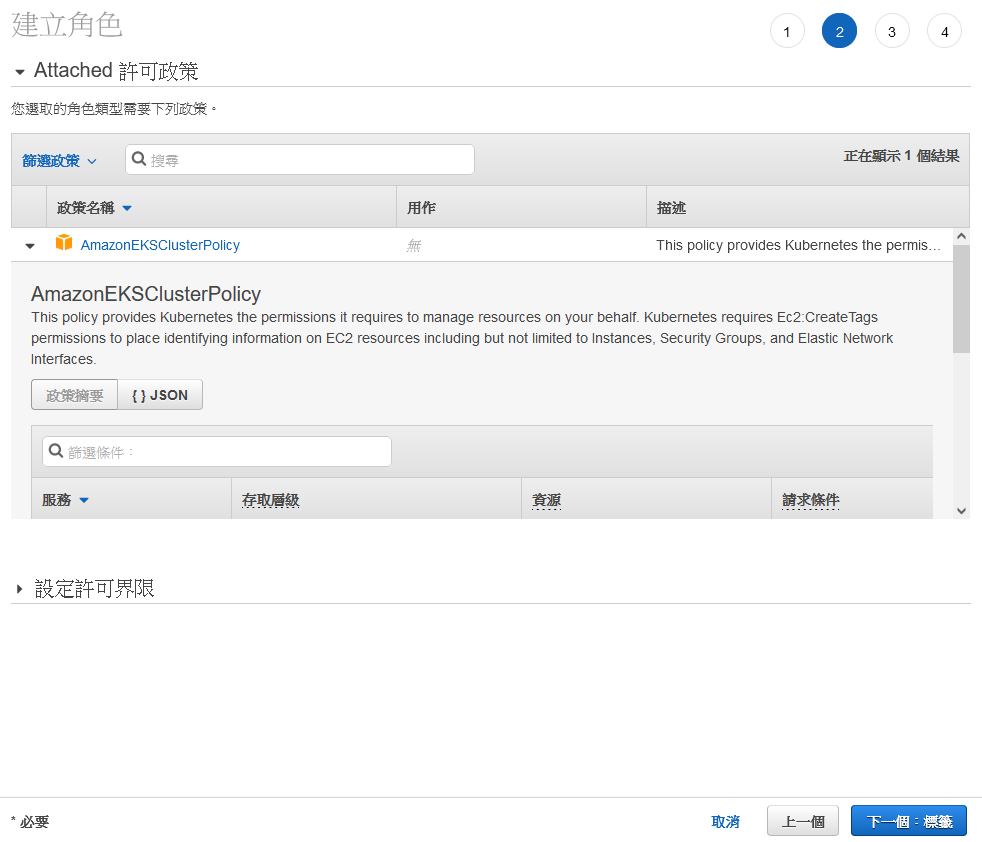 建立角色
1
2
3
4
Attached 許可政策
您選取的角色類型需要下列政策。
篩選政策
搜尋
正在顯示 1 個結果
政策名稱
用作
描述
AmazonEKSClusterPolicy
無
This policy provides Kubernetes the permis…
AmazonEKSClusterPolicy
This policy provides Kubernetes the permissions it requires to manage resources on your behalf. Kubernetes requires Ec2:CreateTags
permissions to place identifying information on EC2 resources including but not limited to Instances, Security Groups, and Elastic Network
Interfaces.
政策摘要
{ } JSON
篩選條件：
服務
存取層級
資源
請求條件
設定許可界限
* 必要
取消
上一個
下一個：標籤